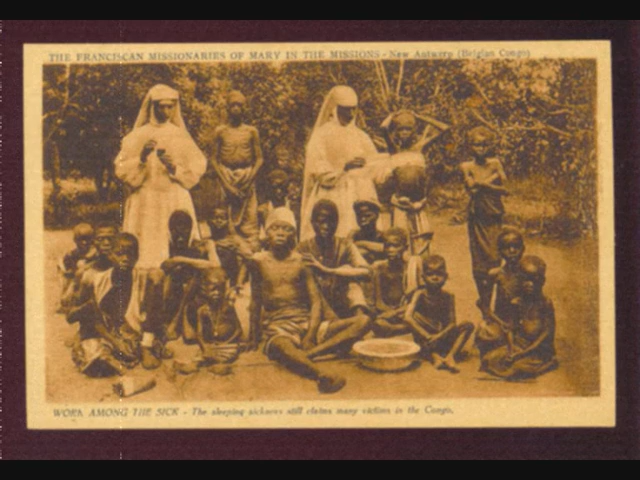 THE FRANCISCAN MISSIONARIES OF MARY IN THE MISSIONS - New Antwerp (Belgian Congo)
WORK AMONG THE SICK - The sleeping sickness still claims many victims in the Congo.